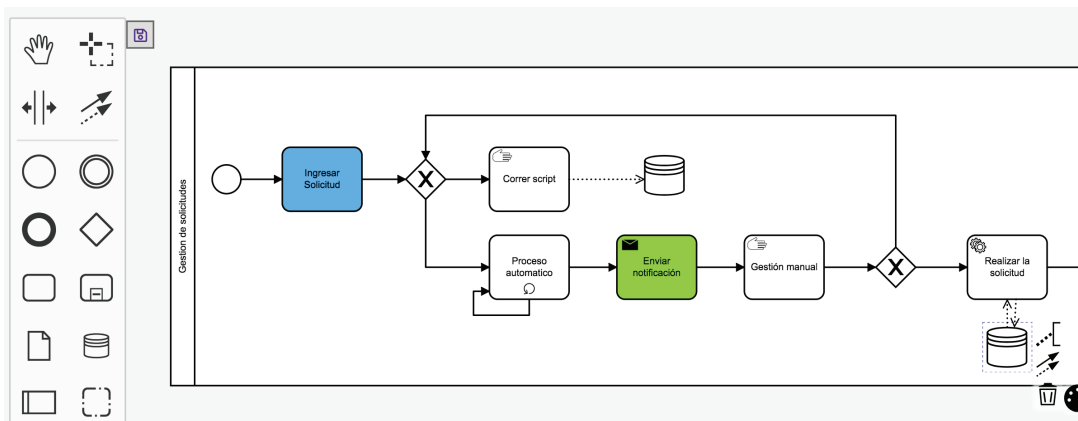 Gestion de solicitudes
Ingresar
Solicitud
X
Correr script
Proceso
automatico
Enviar
notificación
Gestión manual
X
Realizar la
solicitud